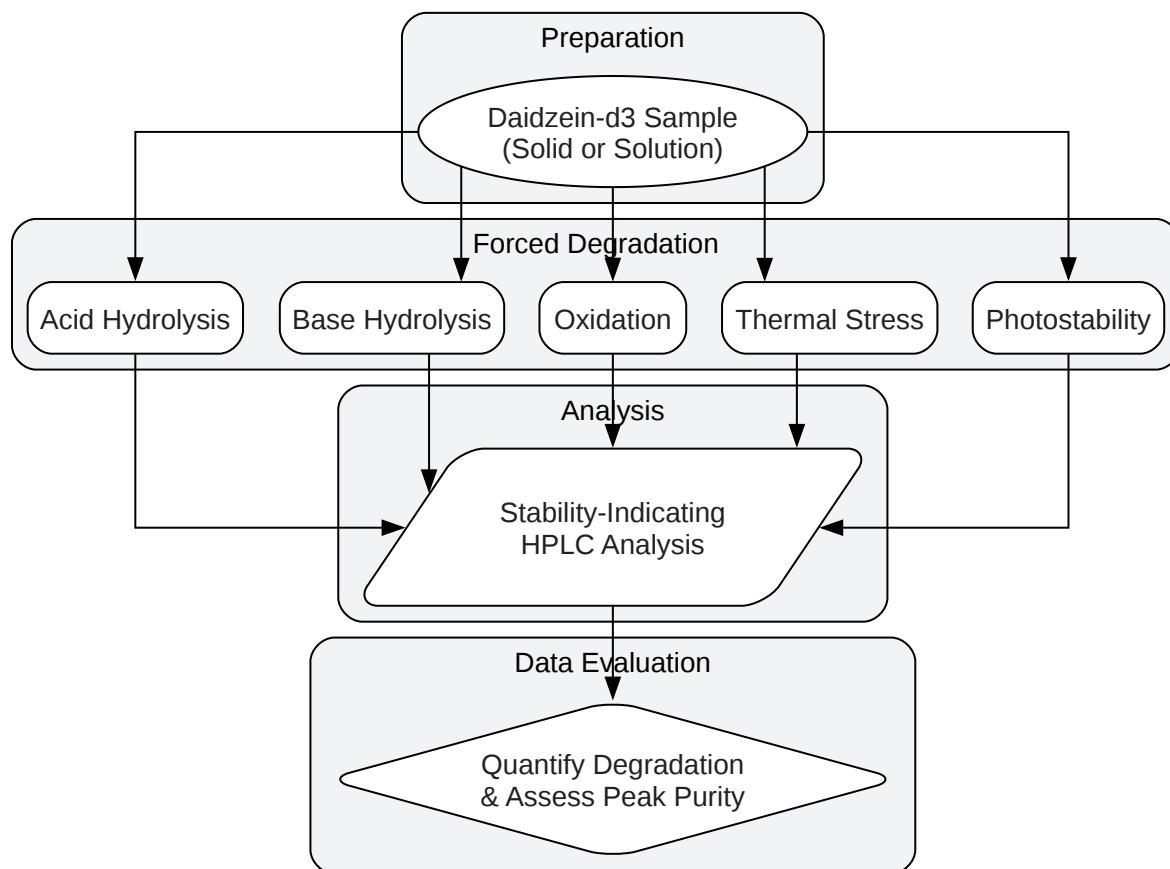 Preparation
Daidzein-d3 Sample
(Solid or Solution)
Forced Degradation
Acid Hydrolysis
Base Hydrolysis
Oxidation
Thermal Stress
Photostability
Analysis
Stability-Indicating
HPLC Analysis
Data Evaluation
Quantify Degradation
& Assess Peak Purity